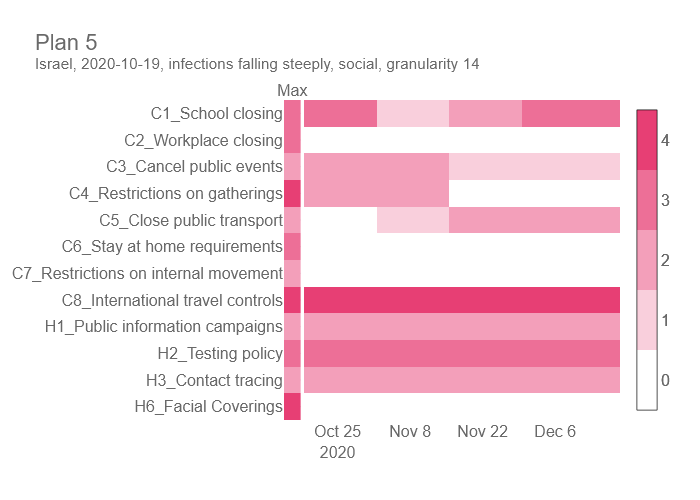 Plan 5
Israel, 2020-10-19, infections falling steeply, social, granularity 14
Max
C1_School closing
C2_Workplace closing
C3_Cancel public events
C4_Restrictions on gatherings
C5_Close public transport
C6_Stay at home requirements
C7_Restrictions on internal movement
C8_International travel controls
H1_Public information campaigns
H2_Testing policy
H3_Contact tracing
H6_Facial Coverings
Oct 25 Nov 8 Nov 22 Dec 6
2020
4
3
2
1
0